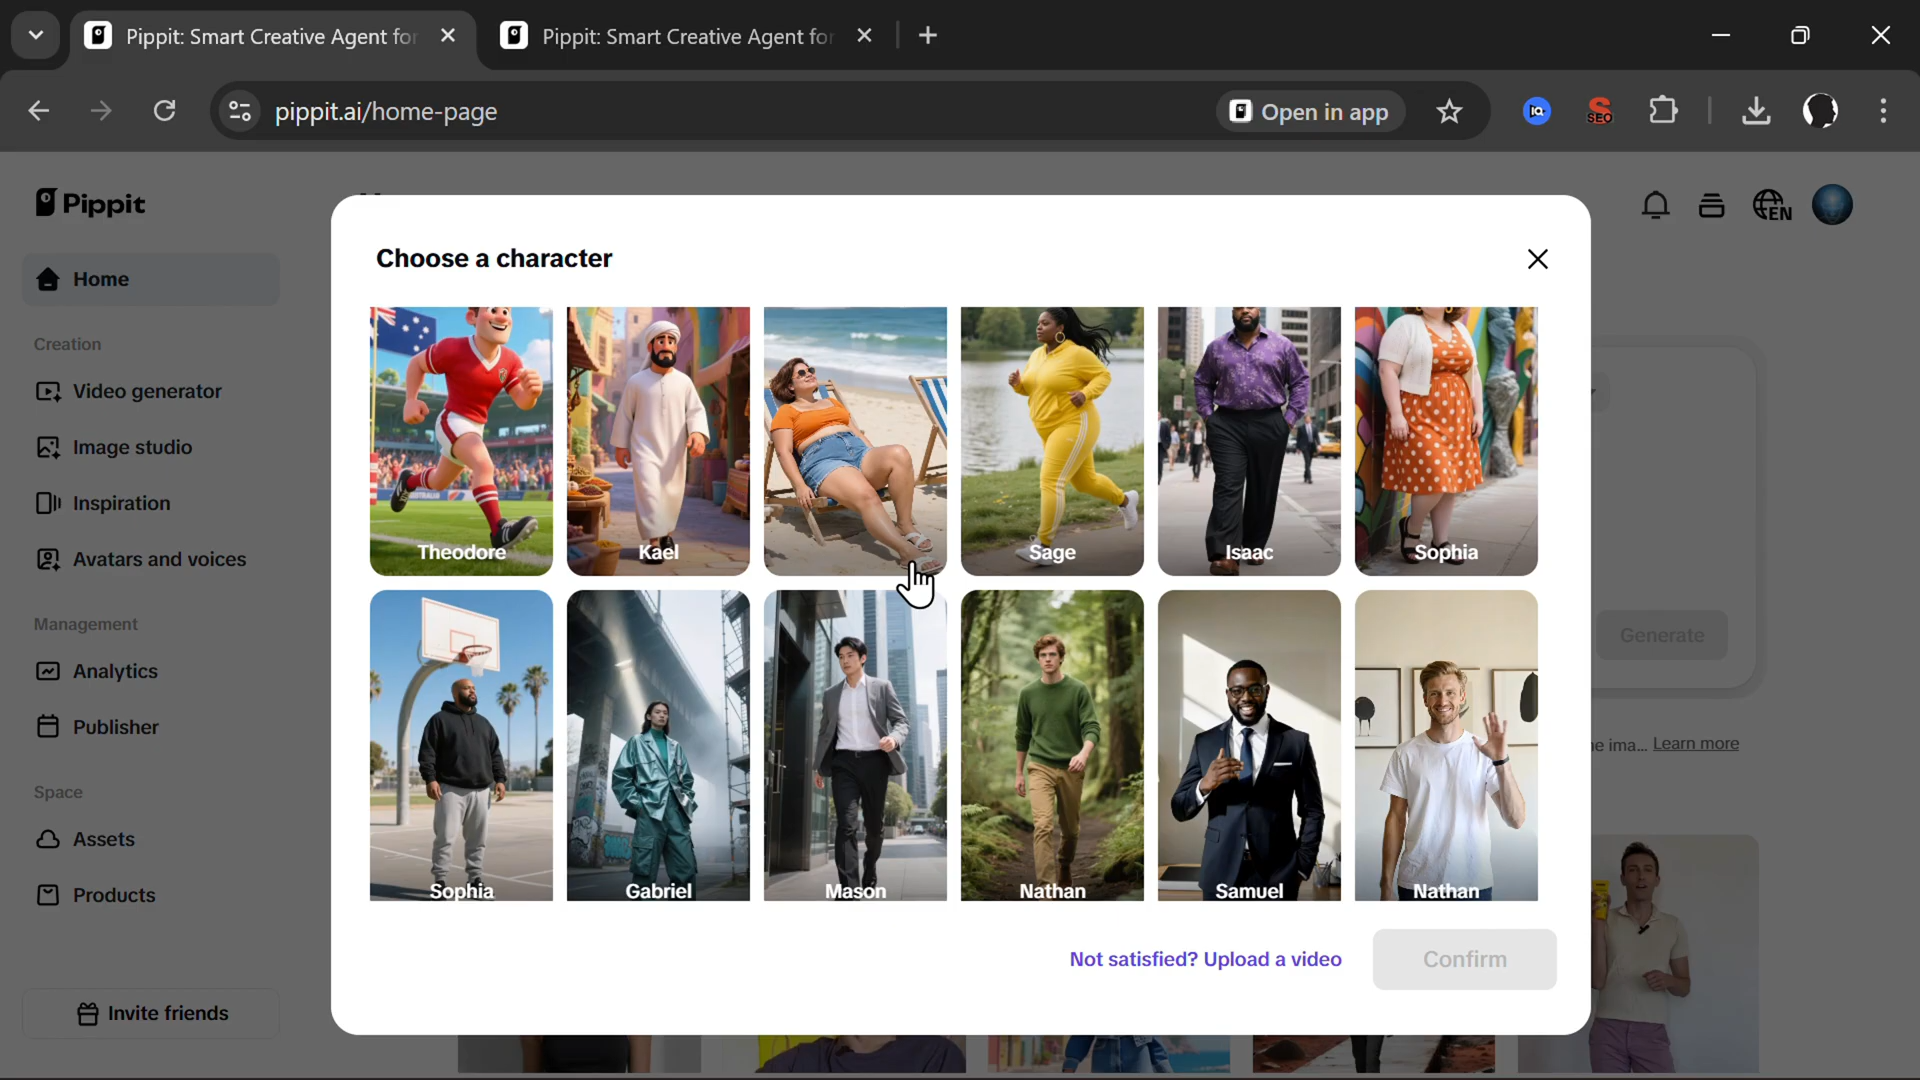 Pippit: Smart Creative Agent for
Pippit: Smart Creative Agent for
pippit.ai/home-page
Open in app
IQ
SEO
Pippit
EN
Home
Creation
Video generator
Image studio
Inspiration
Avatars and voices
Management
Analytics
Publisher
Space
Assets
Products
Invite friends
Choose a character
Theodore
Kael
Sage
Isaac
Sophia
Sophia
Gabriel
Mason
Nathan
Samuel
Nathan
Not satisfied? Upload a video
Confirm
Generate
e ima... Learn more